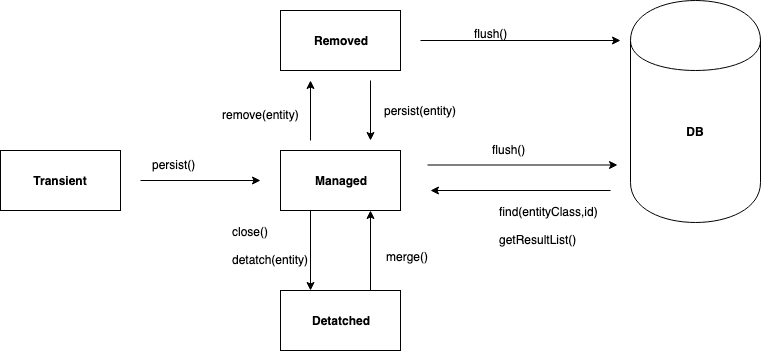 Removed
flush()
remove(entity)
persist(entity)
DB
Transient
persist()
Managed
flush()
find(entityClass,id)
getResultList()
close()
detatch(entity)
merge()
Detatched